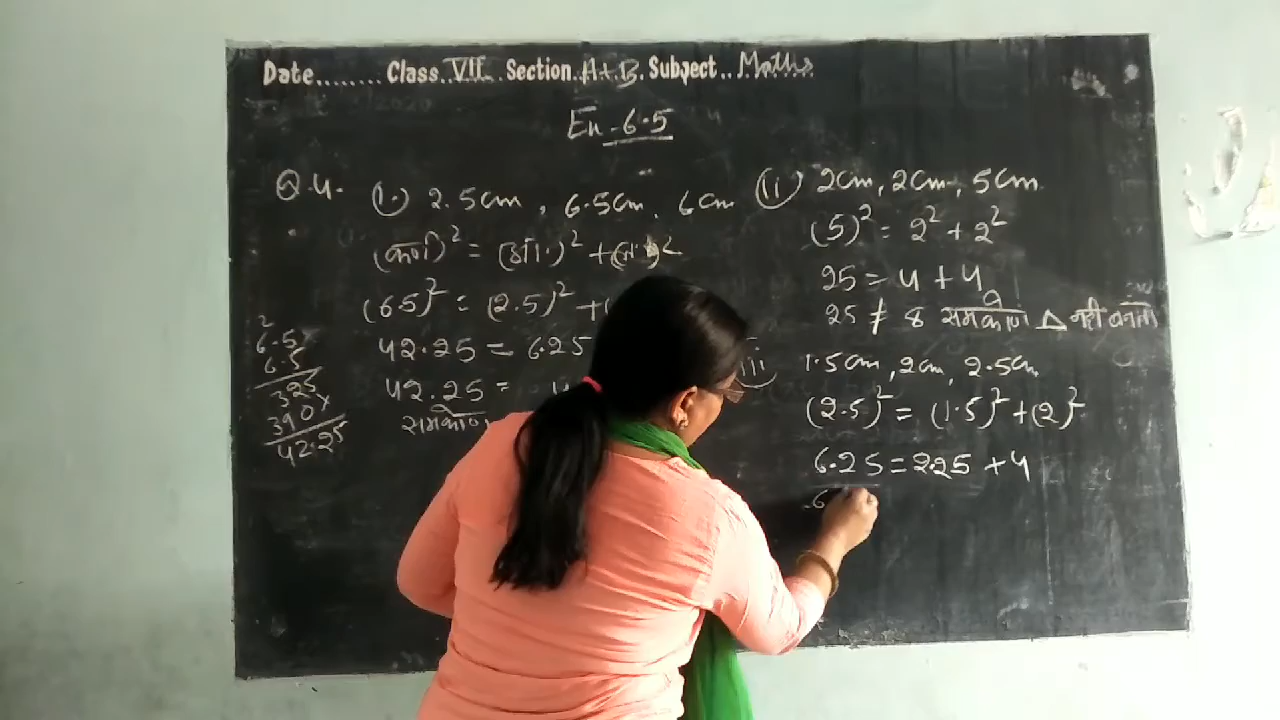 Date........ Class VII Section A+B. Subject Maths
Ex-6.5
Q.4. (i.) 2.5cm, 6.5cm, 6cm
(कर्ण)² = (आ.)² +
(6.5)² = (2.5)² + (
42.25 = 6.25
42.25 =
समकोण
2
6.5×
6.5
325
390×
42.25
(ii) 2cm, 2cm, 5cm
(5)² = 2² + 2²
25 = 4 + 4
25 ≠ 8 समकोण △ नहीं बनता
iii 1.5cm, 2cm, 2.5cm
(2.5)² = (1.5)² + (2)²
6.25 = 2.25 + 4
6